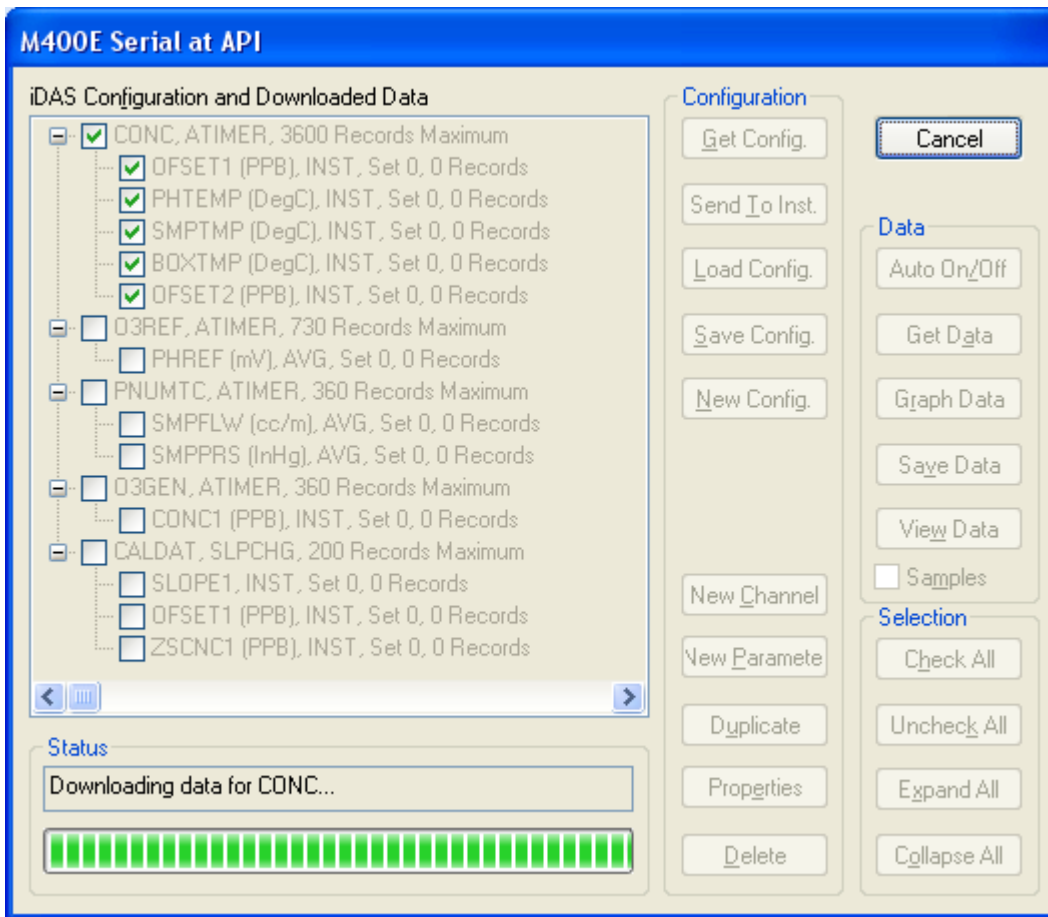 M400E Serial at API
iDAS Configuration and Downloaded Data
CONC, ATIMER, 3600 Records Maximum
OFSET1 (PPB), INST, Set 0, 0 Records
PHTEMP (DegC), INST, Set 0, 0 Records
SMPTMP (DegC), INST, Set 0, 0 Records
BOXTMP (DegC), INST, Set 0, 0 Records
OFSET2 (PPB), INST, Set 0, 0 Records
O3REF, ATIMER, 730 Records Maximum
PHREF (mV), AVG, Set 0, 0 Records
PNUMTC, ATIMER, 360 Records Maximum
SMPFLW (cc/m), AVG, Set 0, 0 Records
SMPPRS (InHg), AVG, Set 0, 0 Records
O3GEN, ATIMER, 360 Records Maximum
CONC1 (PPB), INST, Set 0, 0 Records
CALDAT, SLPCHG, 200 Records Maximum
SLOPE1, INST, Set 0, 0 Records
OFSET1 (PPB), INST, Set 0, 0 Records
ZSCNC1 (PPB), INST, Set 0, 0 Records
Status
Downloading data for CONC...
Configuration
Get Config.
Send To Inst.
Load Config.
Save Config.
New Config.
New Channel
New Paramete
Duplicate
Properties
Delete
Cancel
Data
Auto On/Off
Get Data
Graph Data
Save Data
View Data
Samples
Selection
Check All
Uncheck All
Expand All
Collapse All